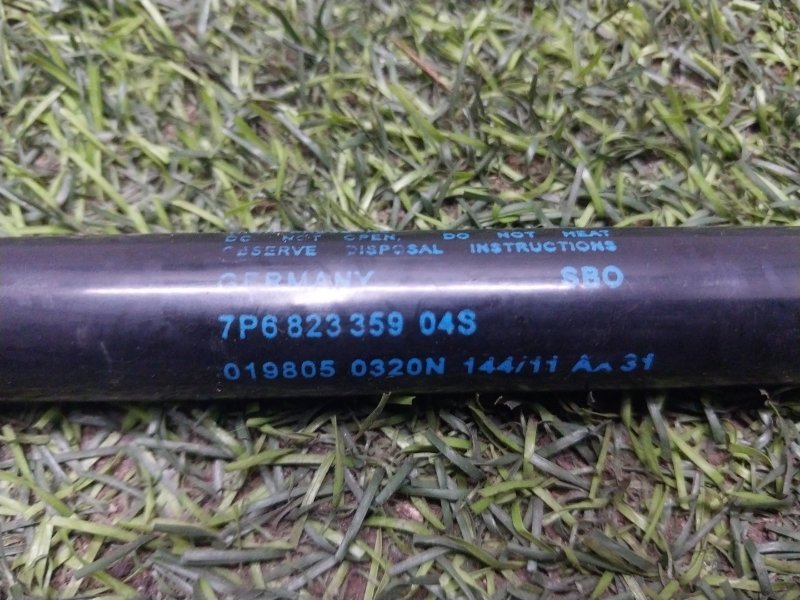 DO NOT OPEN, DO NOT HEAT
OBSERVE DISPOSAL INSTRUCTIONS
GERMANY SBO
7P6 823 359 04S
019805 0320N 144/11 31